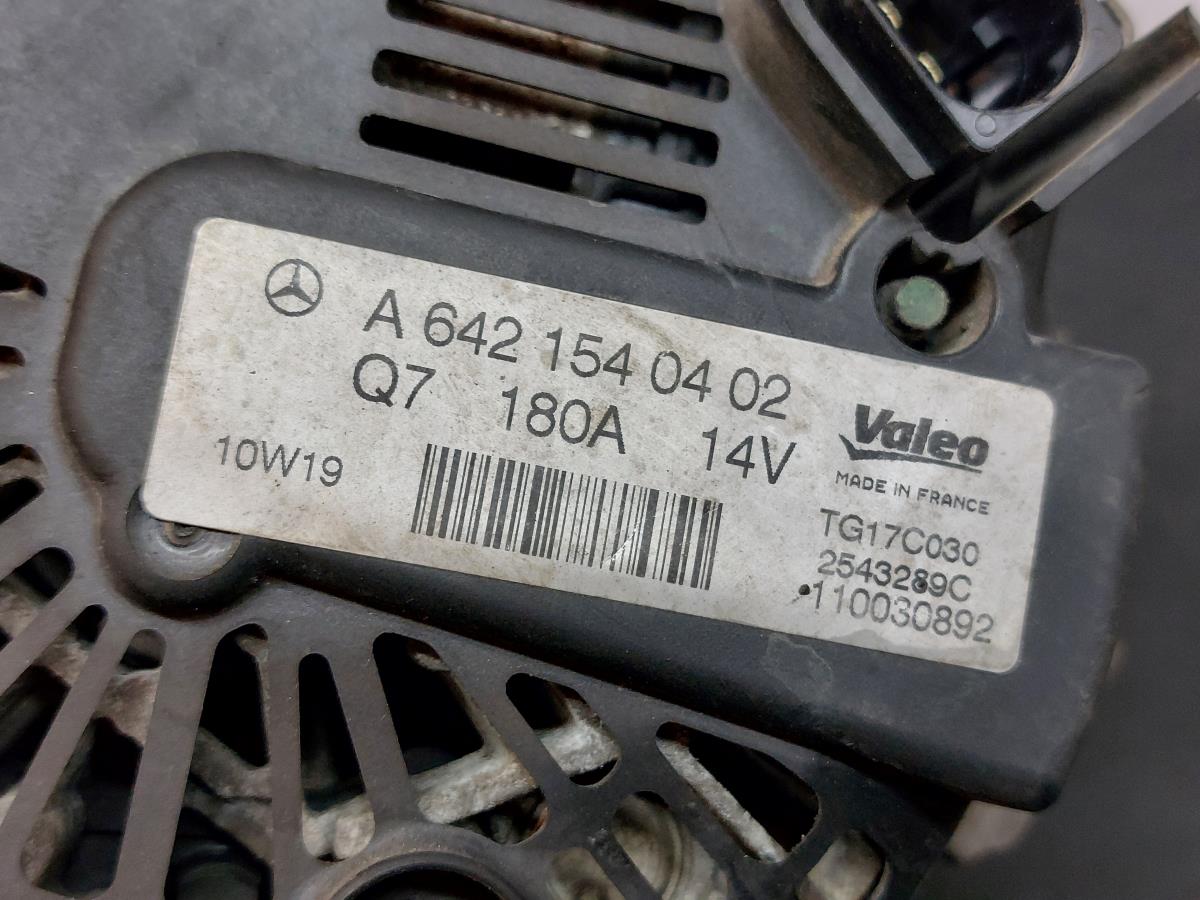 A 642 154 04 02
Q7 180A 14V
10W19
Valeo
MADE IN FRANCE
TG17C030
2543289C
110030892